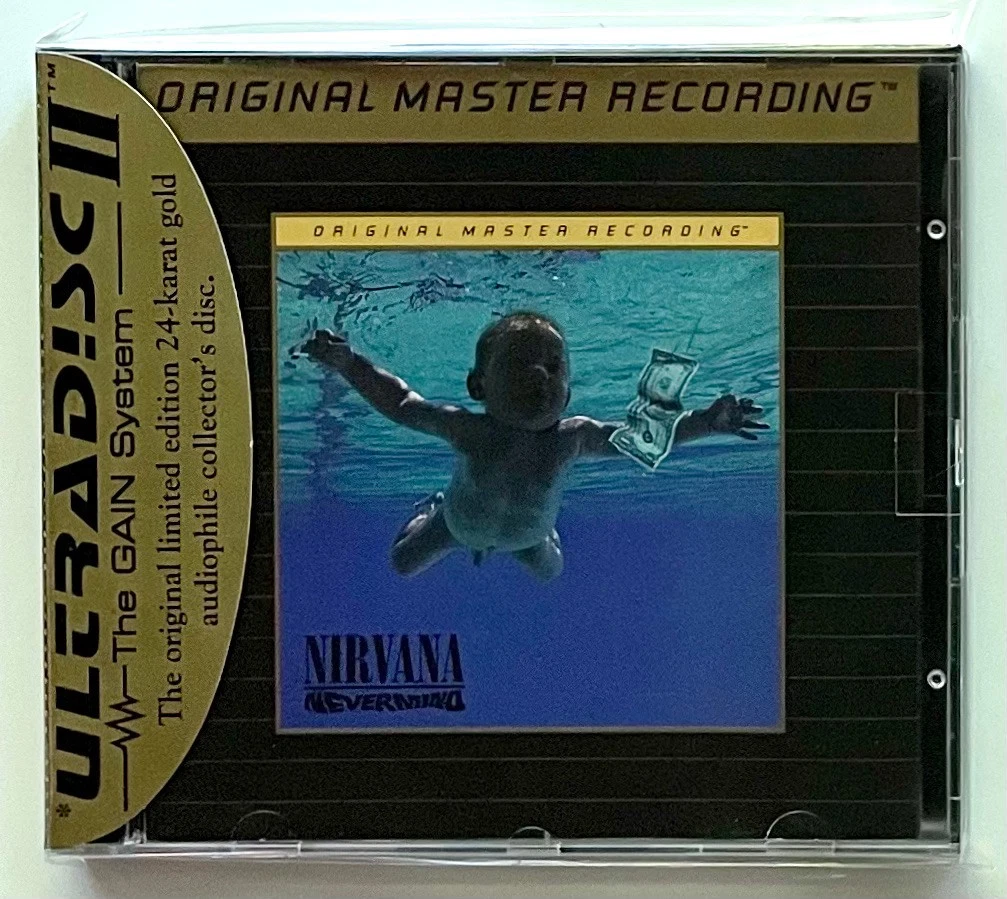 ORIGINAL MASTER RECORDING™
*ULTRADISC II™
The GAIN System
The original limited edition 24-karat gold
audiophile collector's disc.
ORIGINAL MASTER RECORDING™
NIRVANA
NEVERMIND